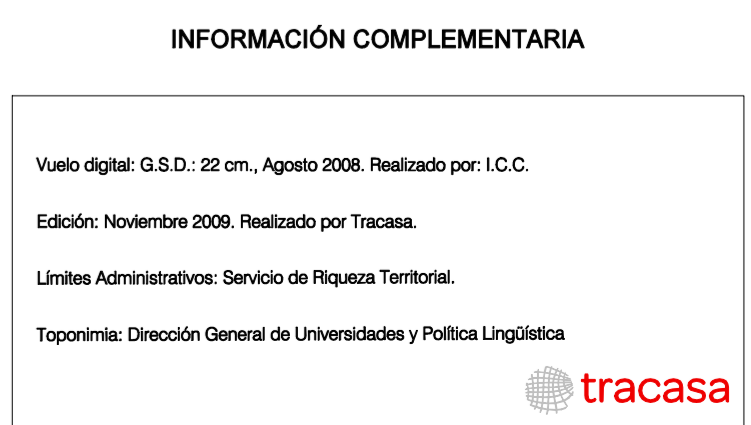 INFORMACIÓN COMPLEMENTARIA
Vuelo digital: G.S.D.: 22 cm., Agosto 2008. Realizado por: I.C.C.
Edición: Noviembre 2009. Realizado por Tracasa.
Límites Administrativos: Servicio de Riqueza Territorial.
Toponimia: Dirección General de Universidades y Política Lingüística
tracasa